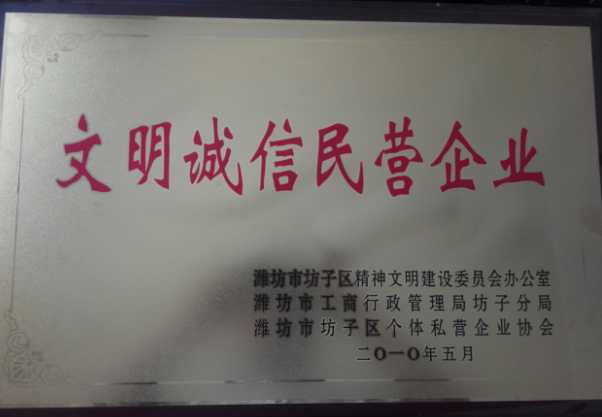 文明诚信民营企业
潍坊市坊子区精神文明建设委员会办公室
潍坊市工商行政管理局坊子分局
潍坊市坊子区个体私营企业协会
二〇一〇年五月